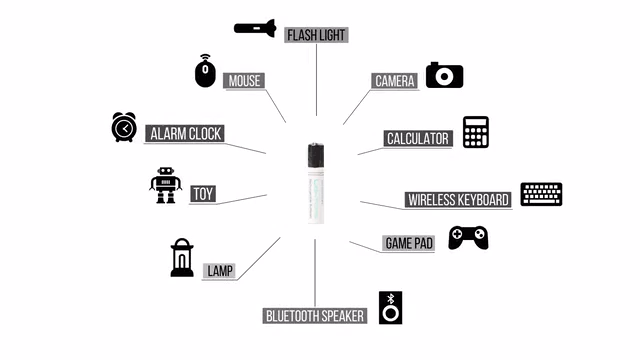 FLASH LIGHT
MOUSE
CAMERA
ALARM CLOCK
CALCULATOR
TOY
WIRELESS KEYBOARD
GAME PAD
LAMP
BLUETOOTH SPEAKER